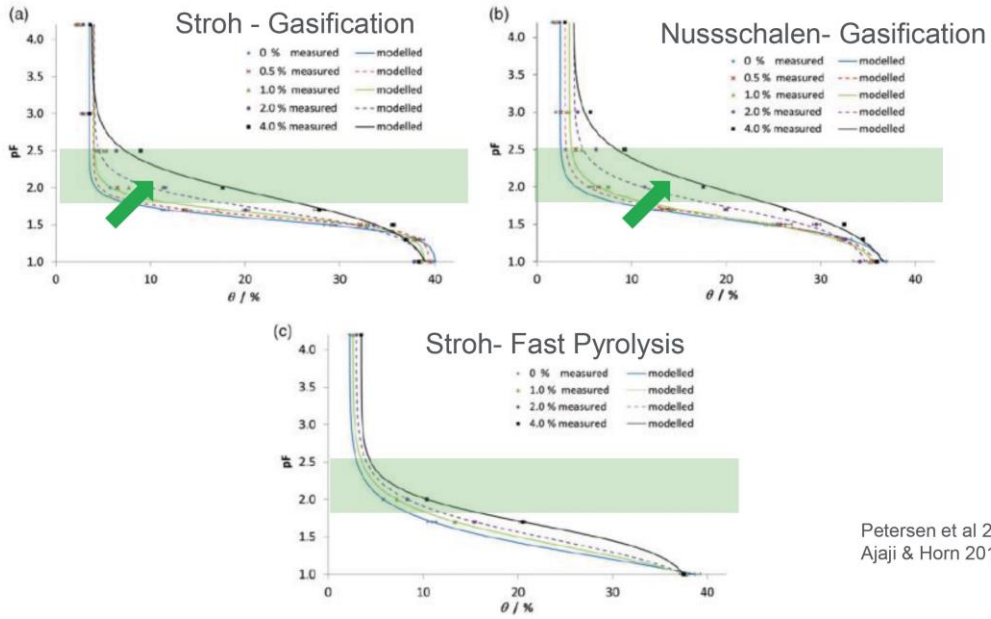 (a)
Stroh - Gasification
4.0
3.5
3.0
2.5
2.0
1.5
1.0
pF
0 % measured modelled
0.5 % measured modelled
1.0 % measured modelled
2.0 % measured modelled
4.0 % measured modelled
0 10 20 30 40
θ / %
(b)
Nussschalen- Gasification
4.0
3.5
3.0
2.5
2.0
1.5
1.0
pF
0 % measured modelled
0.5 % measured modelled
1.0 % measured modelled
2.0 % measured modelled
4.0 % measured modelled
0 10 20 30 40
θ / %
(c)
Stroh- Fast Pyrolysis
4.0
3.5
3.0
2.5
2.0
1.5
1.0
pF
0 % measured modelled
1.0 % measured modelled
2.0 % measured modelled
4.0 % measured modelled
0 10 20 30 40
θ / %
Petersen et al 2
Ajaji & Horn 201